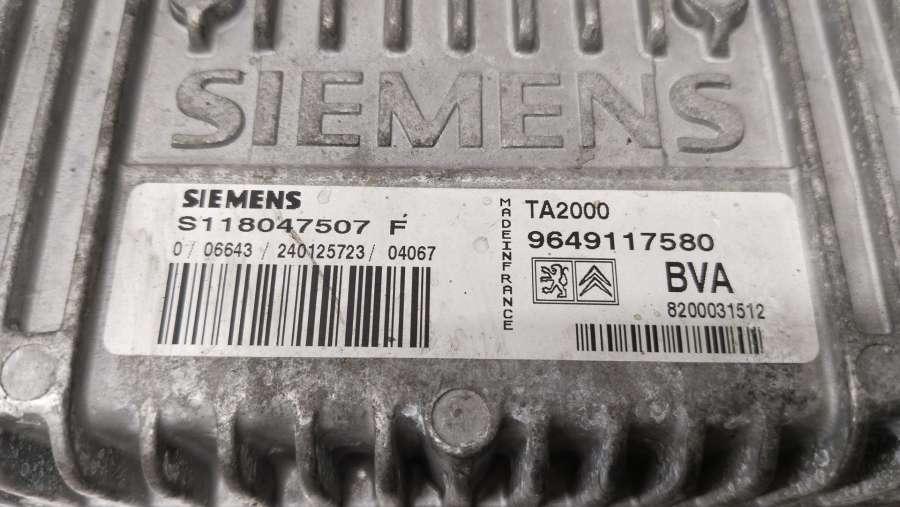 SIEMENS
SIEMENS
S118047507 F
0 / 06643 / 240125723 / 04067
MADEINFRANCE
TA2000
9649117580
BVA
8200031512